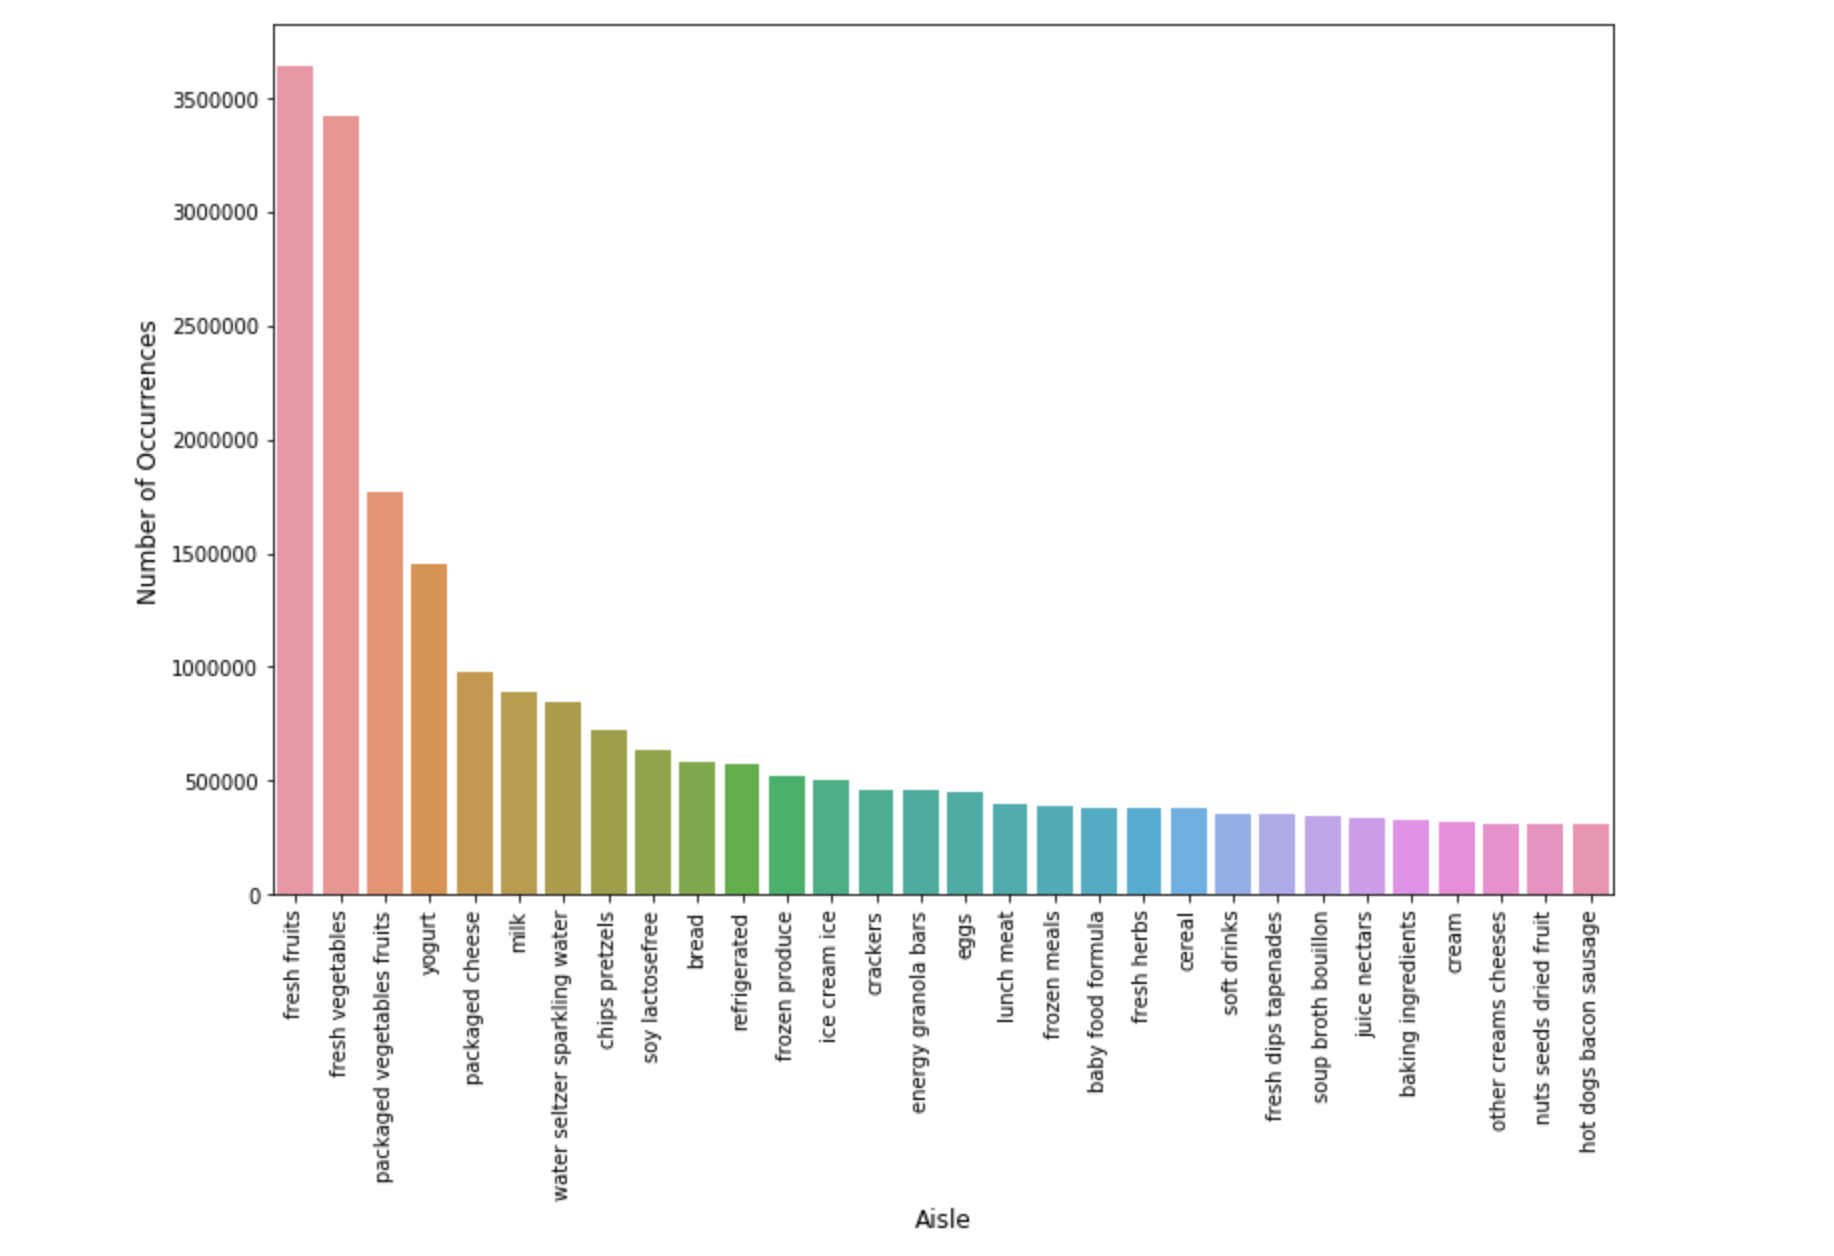 3500000
3000000
2500000
2000000
1500000
1000000
500000
0
Number of Occurrences
fresh fruits
fresh vegetables
packaged vegetables fruits
yogurt
packaged cheese
milk
water seltzer sparkling water
chips pretzels
soy lactosefree
bread
refrigerated
frozen produce
ice cream ice
crackers
energy granola bars
eggs
lunch meat
frozen meals
baby food formula
fresh herbs
cereal
soft drinks
fresh dips tapenades
soup broth bouillon
juice nectars
baking ingredients
cream
other creams cheeses
nuts seeds dried fruit
hot dogs bacon sausage
Aisle